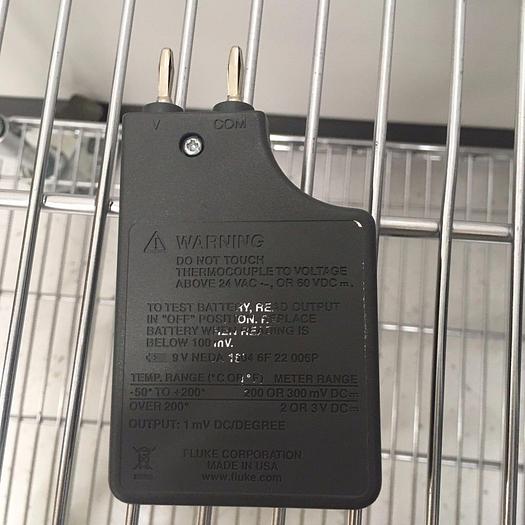 V COM
WARNING
DO NOT TOUCH
THERMOCOUPLE TO VOLTAGE
ABOVE 24 VAC ~, OR 60 VDC ⎓.
TO TEST BATTERY, READ OUTPUT
IN "OFF" POSITION. REPLACE
BATTERY WHEN READING IS
BELOW 100 mV.
9 V NEDA 1604 6F 22 006P
TEMP. RANGE (°C OR °F) METER RANGE
-50° TO +200° 200 OR 300 mV DC⎓
OVER 200° 2 OR 3V DC⎓
OUTPUT: 1 mV DC/DEGREE
FLUKE CORPORATION
MADE IN USA
www.fluke.com